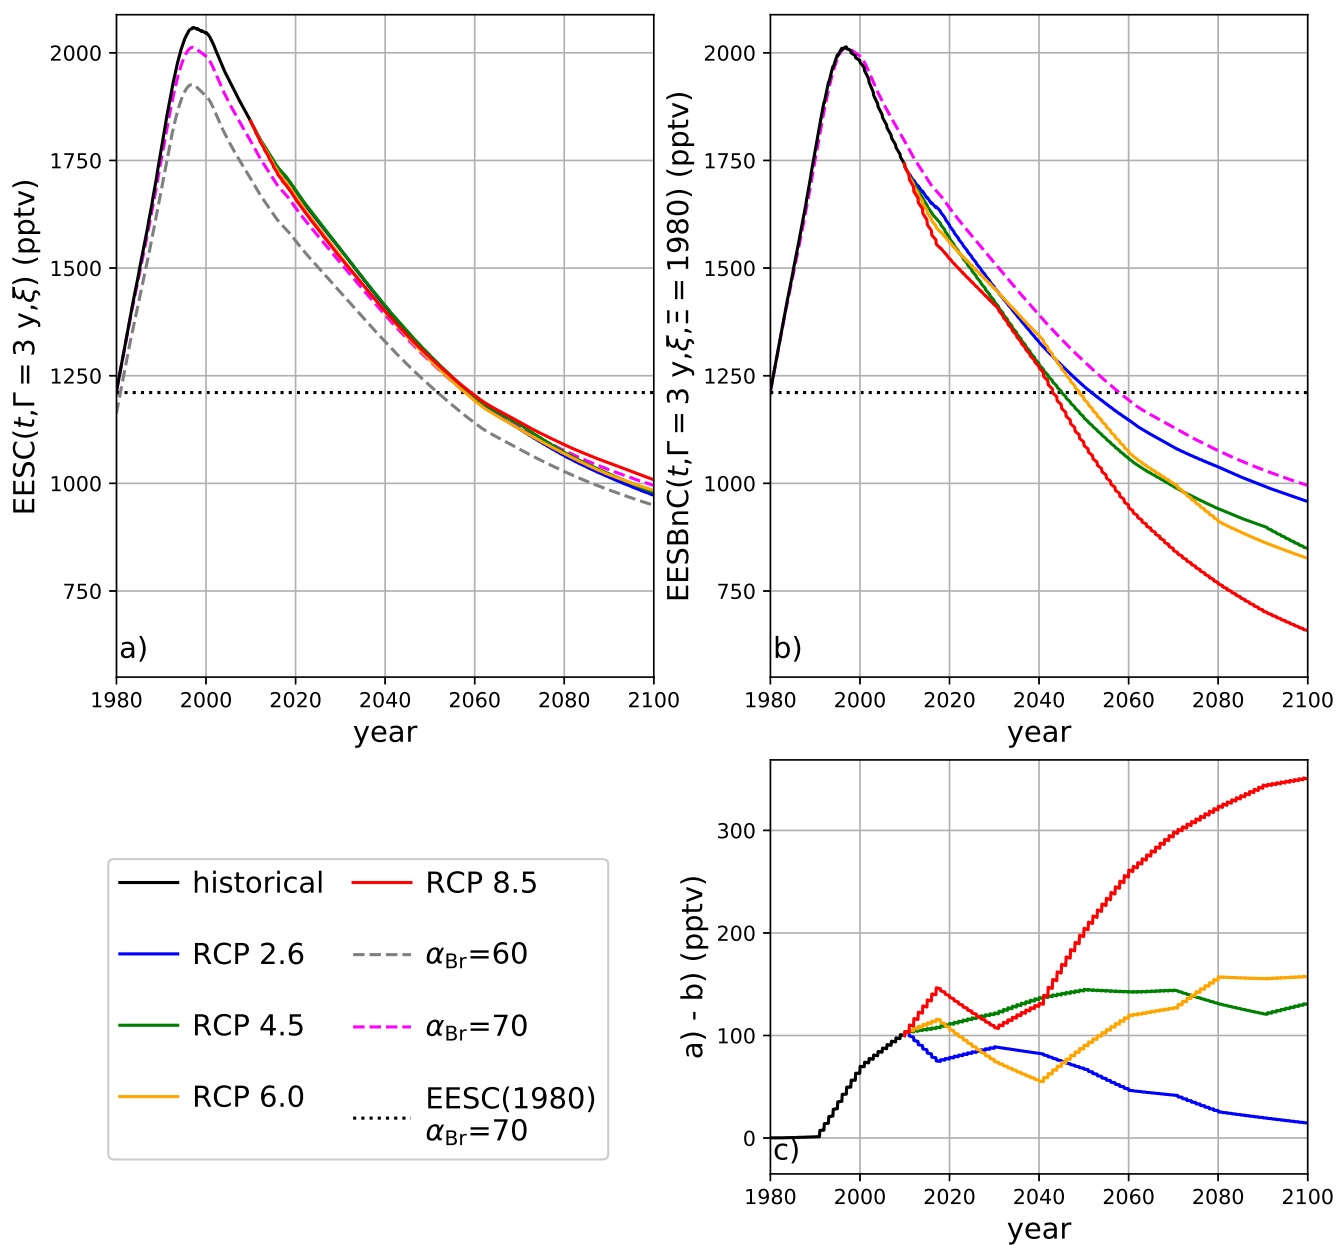 EESC(t,Γ = 3 y,ξ) (pptv)
2000
1750
1500
1250
1000
750
a)
1980 2000 2020 2040 2060 2080 2100
year
EESBnC(t,Γ = 3 y,ξ,Ξ = 1980) (pptv)
2000
1750
1500
1250
1000
750
b)
1980 2000 2020 2040 2060 2080 2100
year
historical
RCP 2.6
RCP 4.5
RCP 6.0
RCP 8.5
αBr=60
αBr=70
EESC(1980)
αBr=70
a) - b) (pptv)
300
200
100
0
c)
1980 2000 2020 2040 2060 2080 2100
year